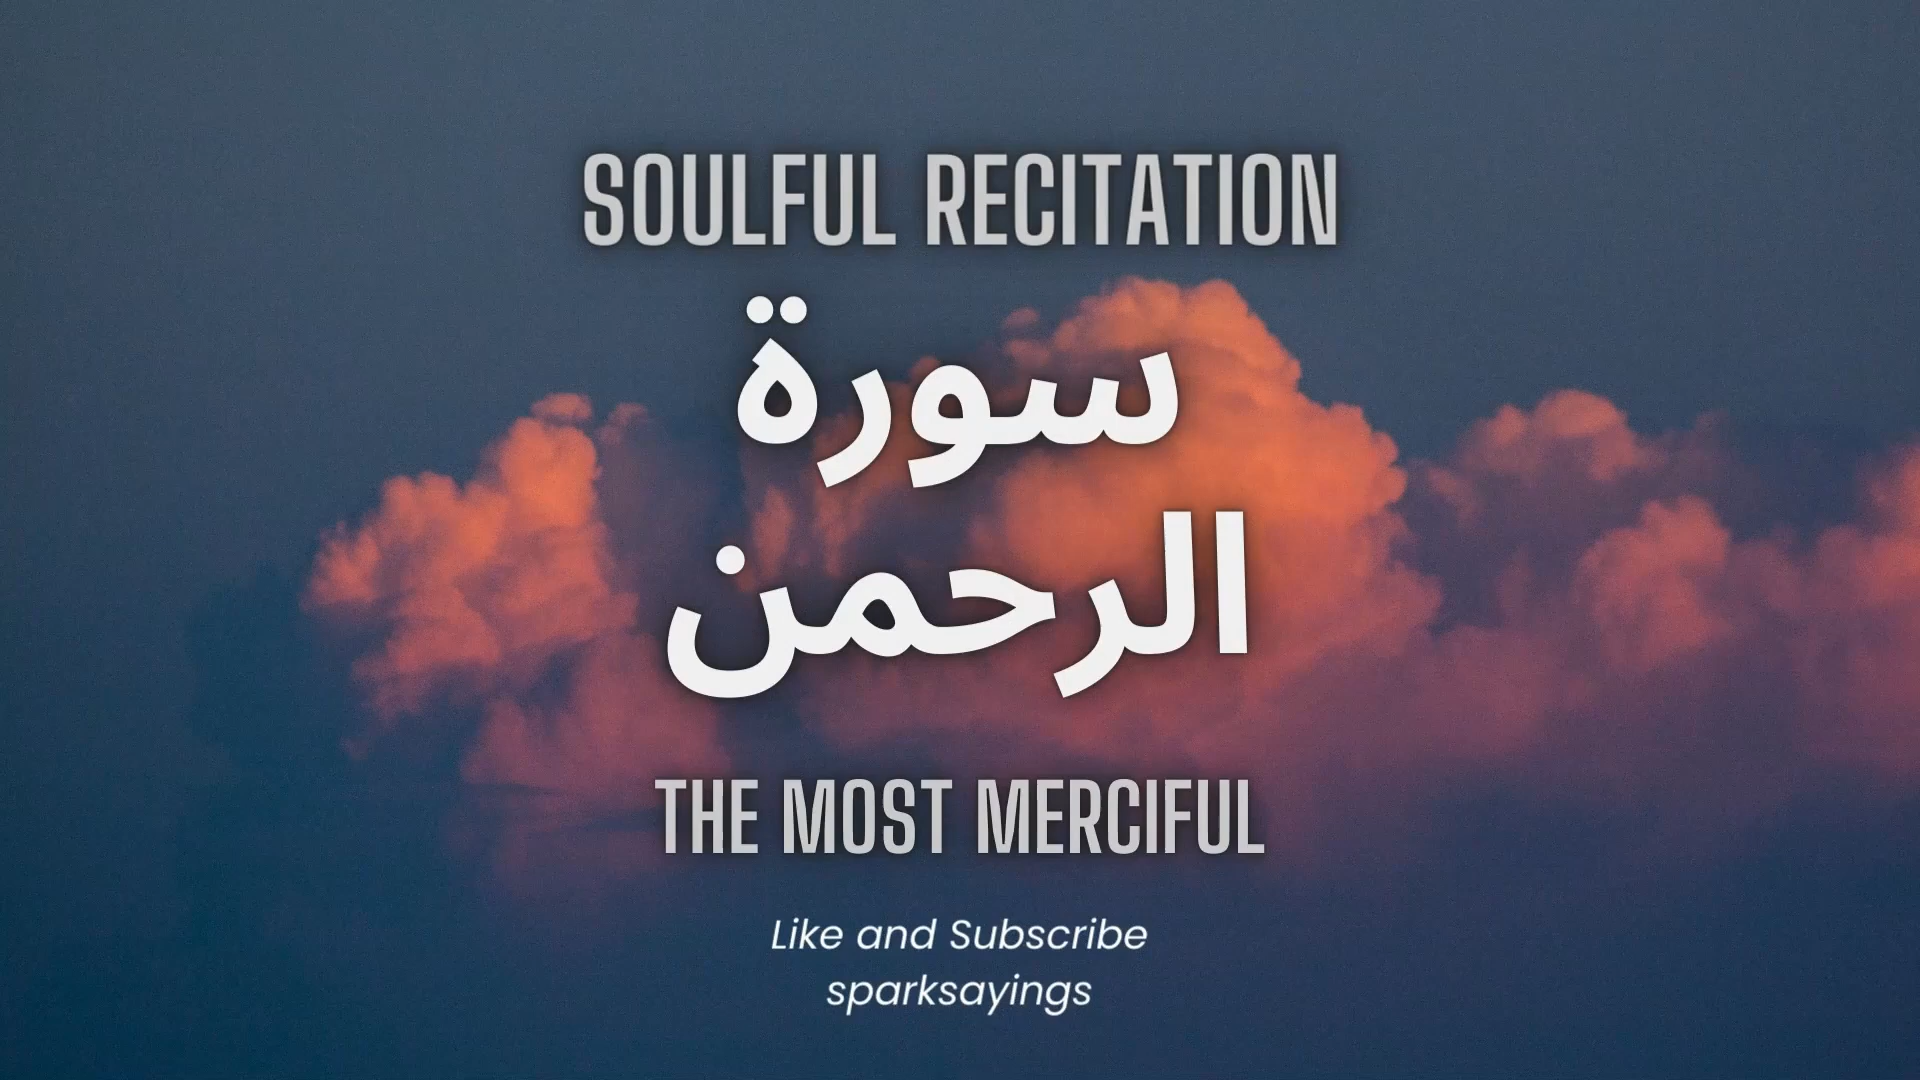 SOULFUL RECITATION
سورة
الرحمن
THE MOST MERCIFUL
Like and Subscribe
sparksayings